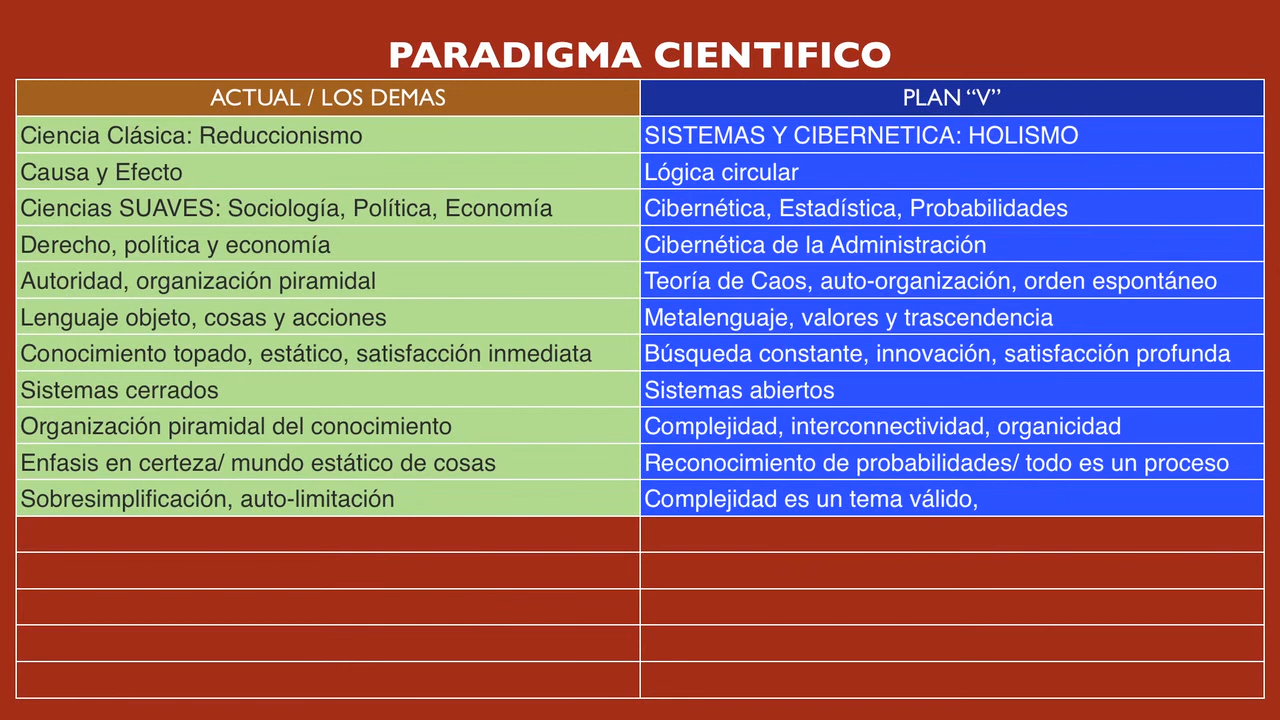 PARADIGMA CIENTIFICO
ACTUAL / LOS DEMAS
PLAN “V”
Ciencia Clásica: Reduccionismo
SISTEMAS Y CIBERNETICA: HOLISMO
Causa y Efecto
Lógica circular
Ciencias SUAVES: Sociología, Política, Economía
Cibernética, Estadística, Probabilidades
Derecho, política y economía
Cibernética de la Administración
Autoridad, organización piramidal
Teoría de Caos, auto-organización, orden espontáneo
Lenguaje objeto, cosas y acciones
Metalenguaje, valores y trascendencia
Conocimiento topado, estático, satisfacción inmediata
Búsqueda constante, innovación, satisfacción profunda
Sistemas cerrados
Sistemas abiertos
Organización piramidal del conocimiento
Complejidad, interconnectividad, organicidad
Enfasis en certeza/ mundo estático de cosas
Reconocimiento de probabilidades/ todo es un proceso
Sobresimplificación, auto-limitación
Complejidad es un tema válido,